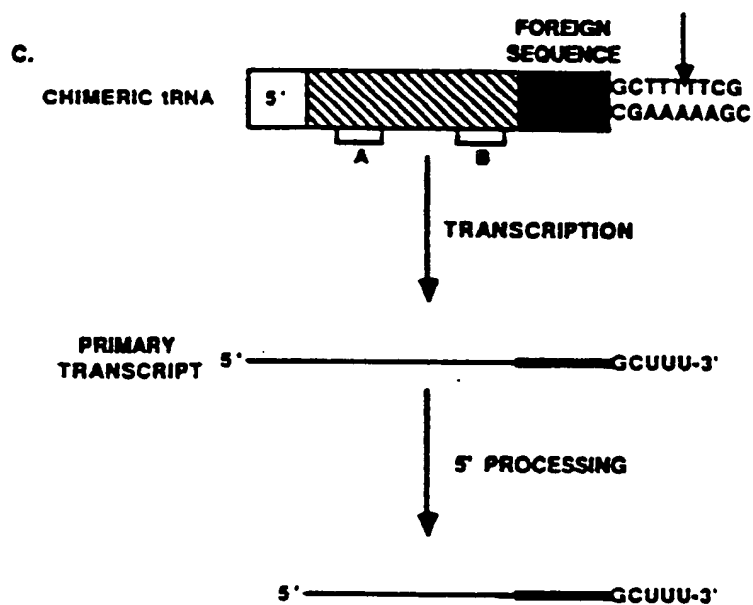 C.
FOREIGN
SEQUENCE
CHIMERIC tRNA
5'
GCTTTTTCG
CGAAAAAGC
A
B
TRANSCRIPTION
PRIMARY
TRANSCRIPT
5'
GCUUU-3'
5' PROCESSING
5'
GCUUU-3'